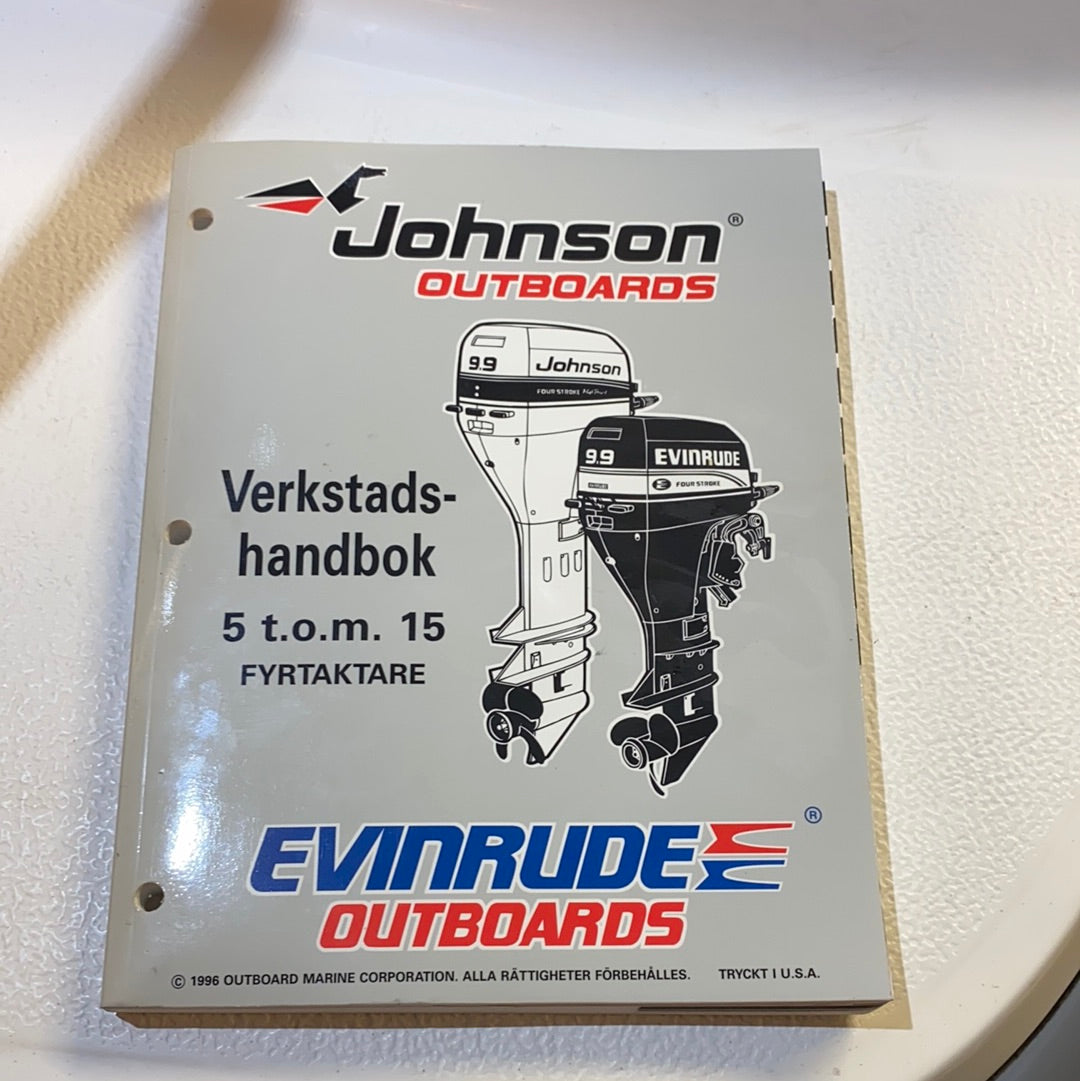 Johnson®
OUTBOARDS
9.9
Johnson
FOUR STROKE
9.9
EVINRUDE
FOUR STROKE
Verkstads-
handbok
5 t.o.m. 15
FYRTAKTARE
EVINRUDE®
OUTBOARDS
© 1996 OUTBOARD MARINE CORPORATION. ALLA RÄTTIGHETER FÖRBEHÅLLES. TRYCKT I U.S.A.